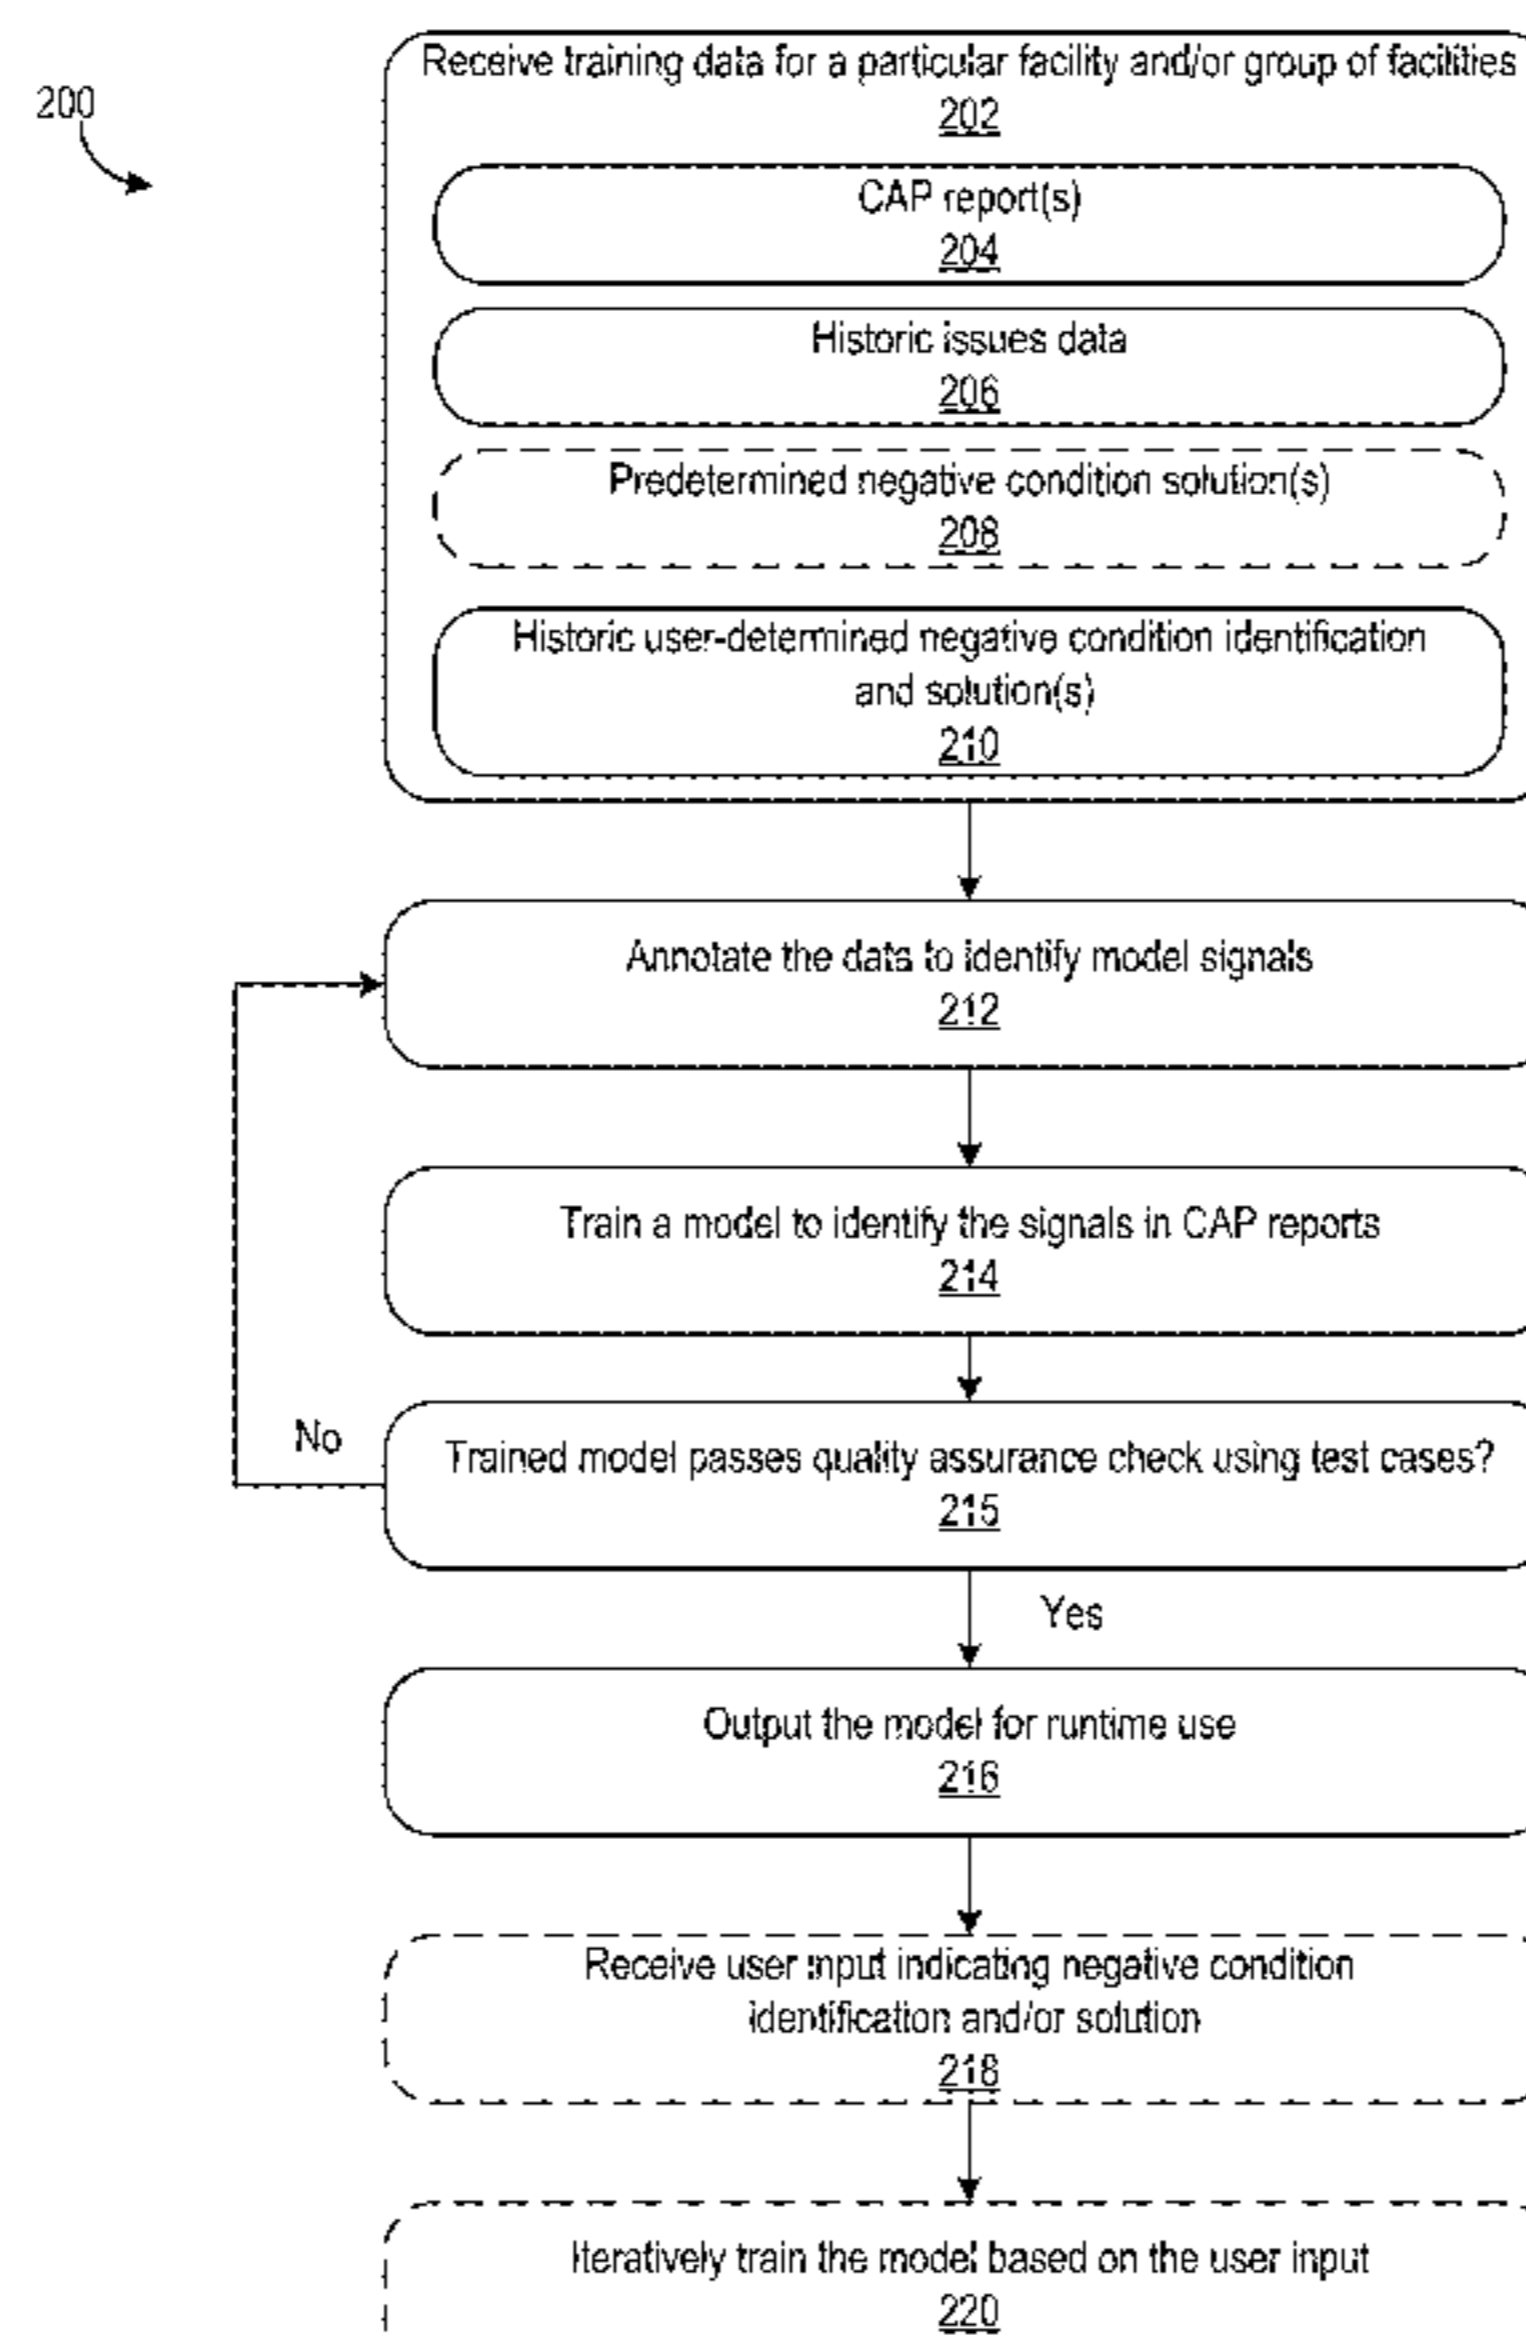 200
Receive training data for a particular facility and/or group of facilities
202
CAP report(s)
204
Historic issues data
206
Predetermined negative condition solution(s)
208
Historic user-determined negative condition identification
and solution(s)
210
Annotate the data to identify model signals
212
Train a model to identify the signals in CAP reports
214
No
Trained model passes quality assurance check using test cases?
215
Yes
Output the model for runtime use
216
Receive user input indicating negative condition
identification and/or solution
218
Iteratively train the model based on the user input
220